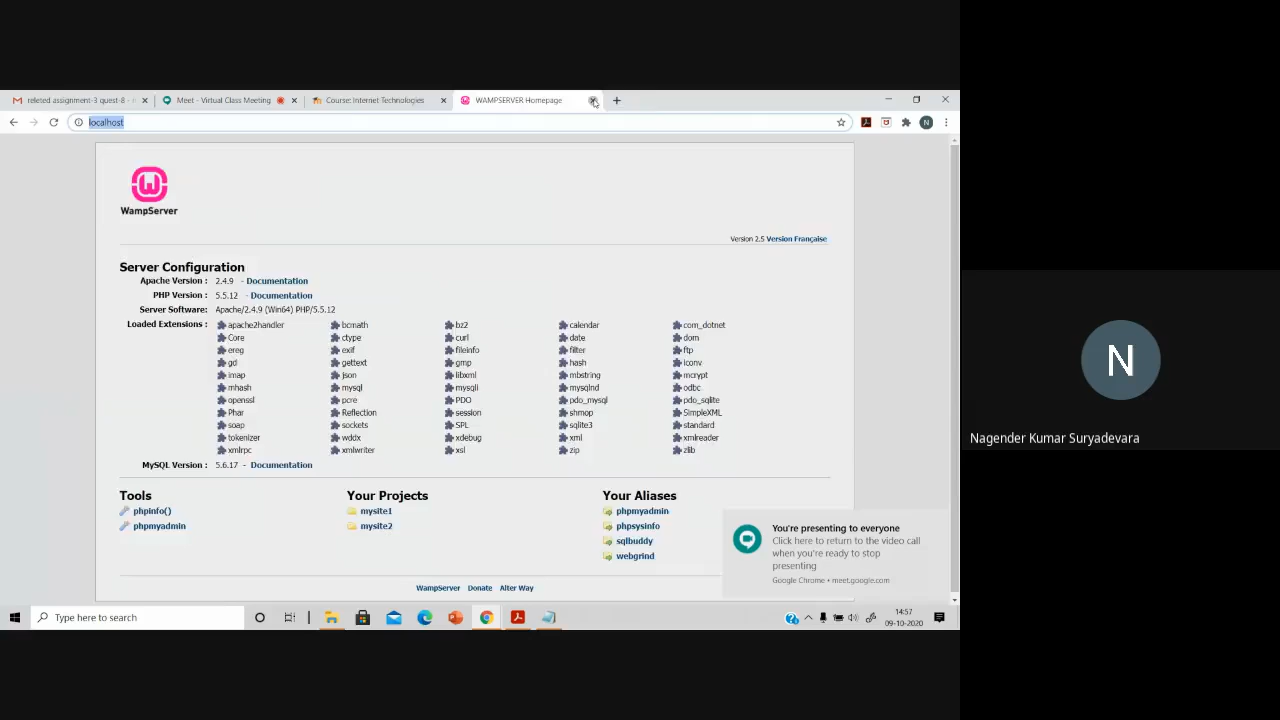 releted assignment-3 quest-8 -
Meet - Virtual Class Meeting
Course: Internet Technologies
WAMPSERVER Homepage
localhost
N
WampServer
Version 2.5 Version Française
Server Configuration
Apache Version : 2.4.9 - Documentation
PHP Version : 5.5.12 - Documentation
Server Software: Apache/2.4.9 (Win64) PHP/5.5.12
Loaded Extensions : apache2handler bcmath bz2 calendar com_dotnet
Core ctype curl date dom
ereg exif fileinfo filter ftp
gd gettext gmp hash iconv
imap json libxml mbstring mcrypt
mhash mysql mysqli mysqlnd odbc
openssl pcre PDO pdo_mysql pdo_sqlite
Phar Reflection session shmop SimpleXML
soap sockets SPL sqlite3 standard
tokenizer wddx xdebug xml xmlreader
xmlrpc xmlwriter xsl zip zlib
MySQL Version : 5.6.17 - Documentation
Tools Your Projects Your Aliases
phpinfo() mysite1 phpmyadmin
phpmyadmin mysite2 phpsysinfo
sqlbuddy
webgrind
WampServer Donate Alter Way
You're presenting to everyone
Click here to return to the video call
when you're ready to stop
presenting
Google Chrome • meet.google.com
Type here to search
14:57
09-10-2020
N
Nagender Kumar Suryadevara